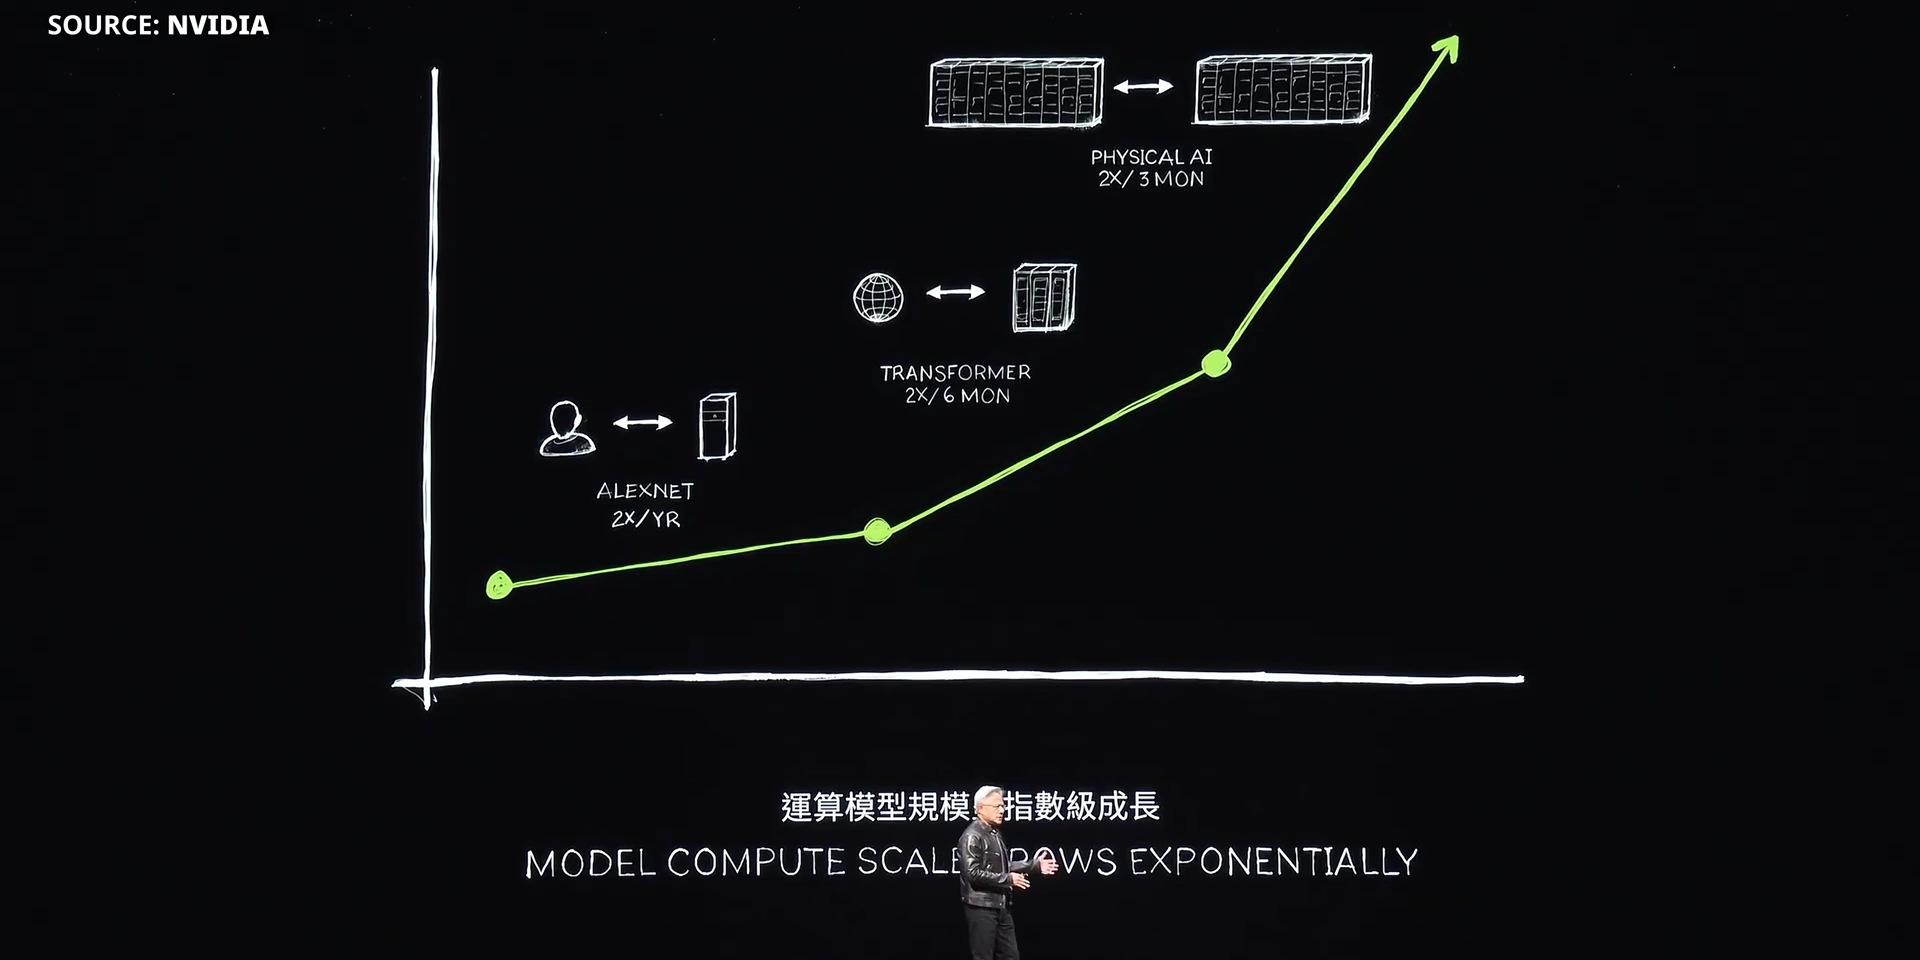 SOURCE: NVIDIA
PHYSICAL AI
2X/ 3 MON
TRANSFORMER
2X/ 6 MON
ALEXNET
2X/YR
運算模型規模 指數級成長
MODEL COMPUTE SCALE EXPONENTIALLY